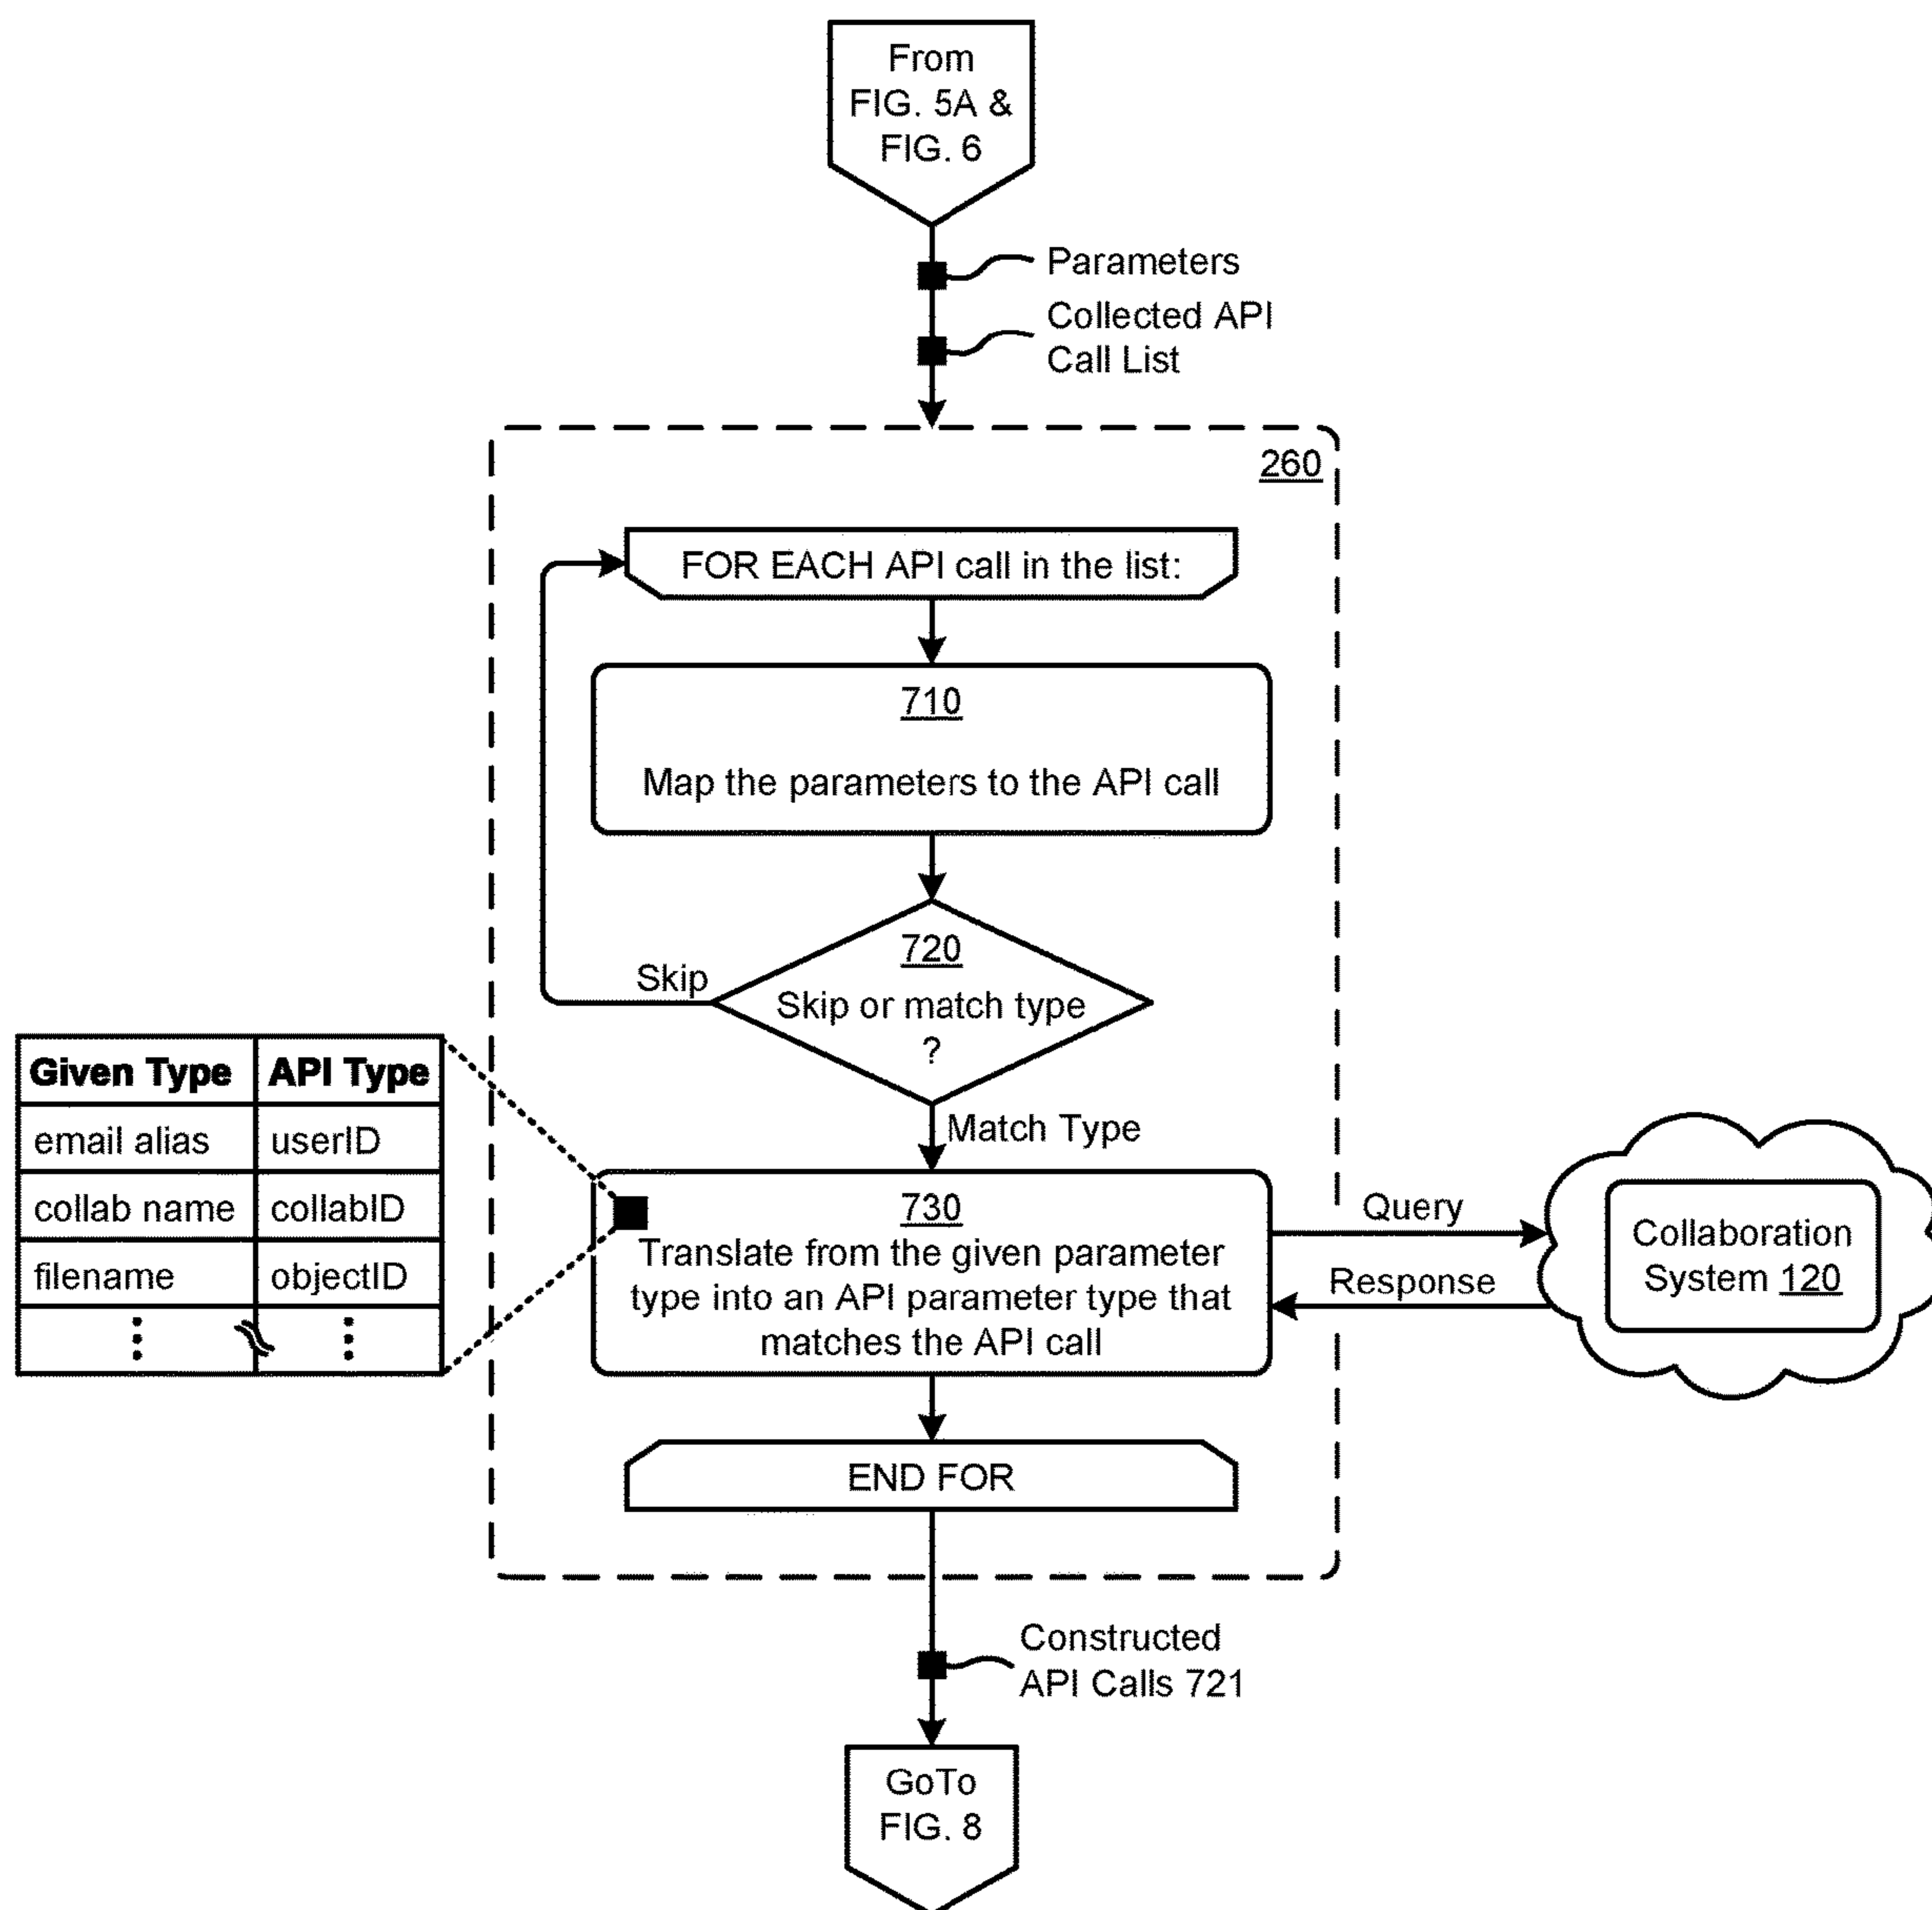 From
FIG. 5A &
FIG. 6
Parameters
Collected API
Call List
260
FOR EACH API call in the list:
710
Map the parameters to the API call
720
Skip or match type
?
Skip
Match Type
Given Type API Type
email alias userID
collab name collabID
filename objectID
730
Translate from the given parameter
type into an API parameter type that
matches the API call
Query
Response
Collaboration
System 120
END FOR
Constructed
API Calls 721
GoTo
FIG. 8